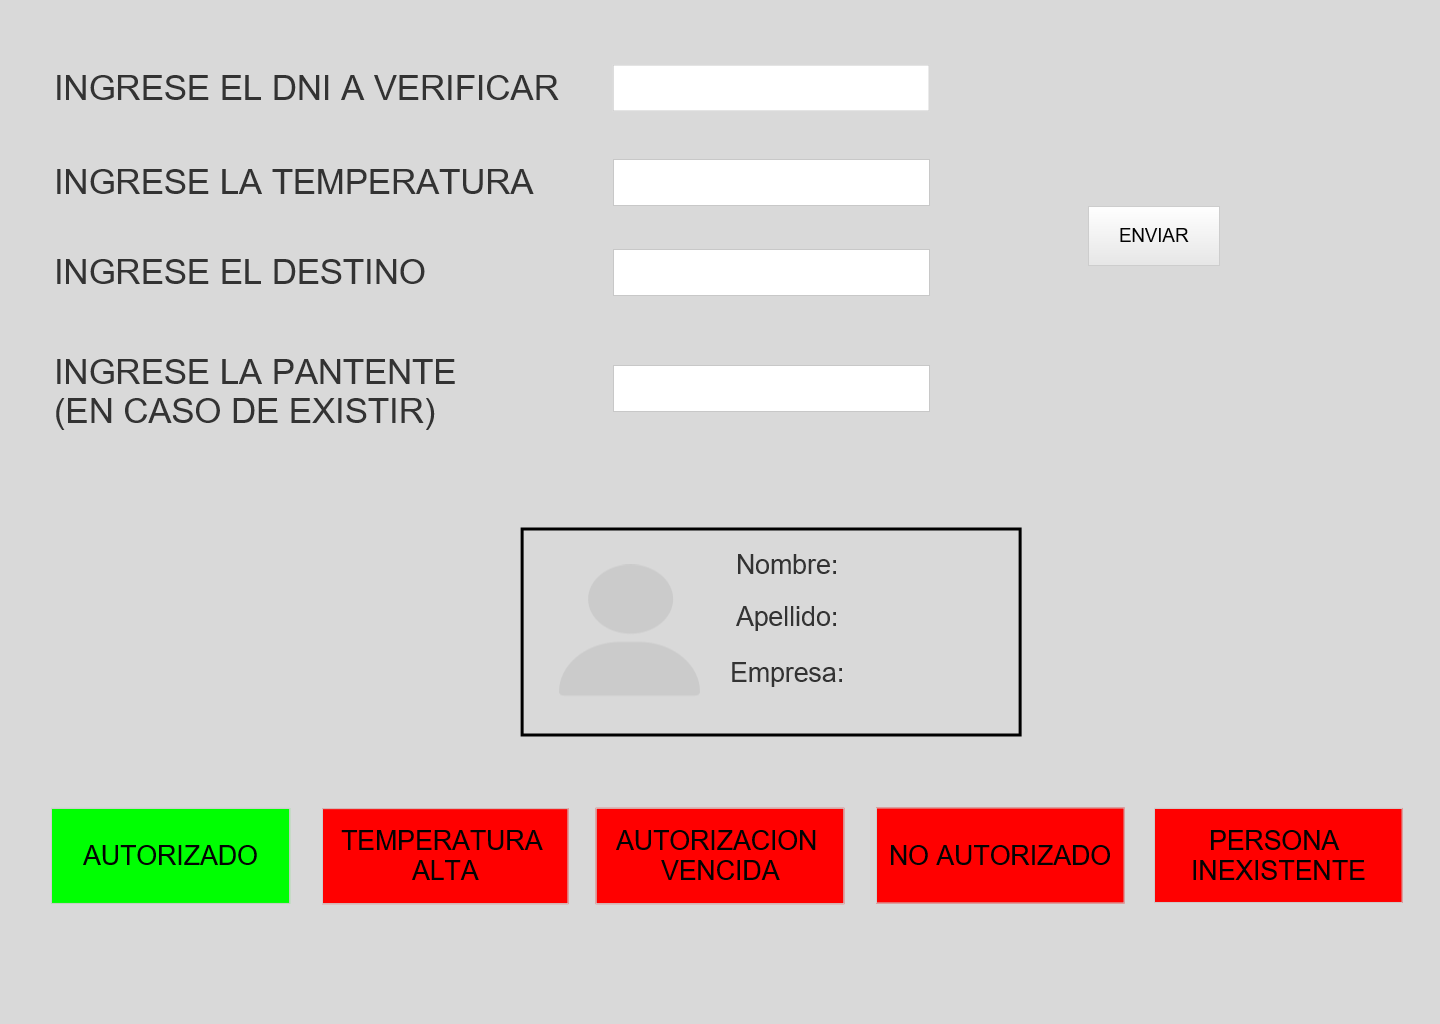 INGRESE EL DNI A VERIFICAR
INGRESE LA TEMPERATURA
ENVIAR
INGRESE EL DESTINO
INGRESE LA PANTENTE
(EN CASO DE EXISTIR)
Nombre:
Apellido:
Empresa:
AUTORIZADO
TEMPERATURA
ALTA
AUTORIZACION
VENCIDA
NO AUTORIZADO
PERSONA
INEXISTENTE